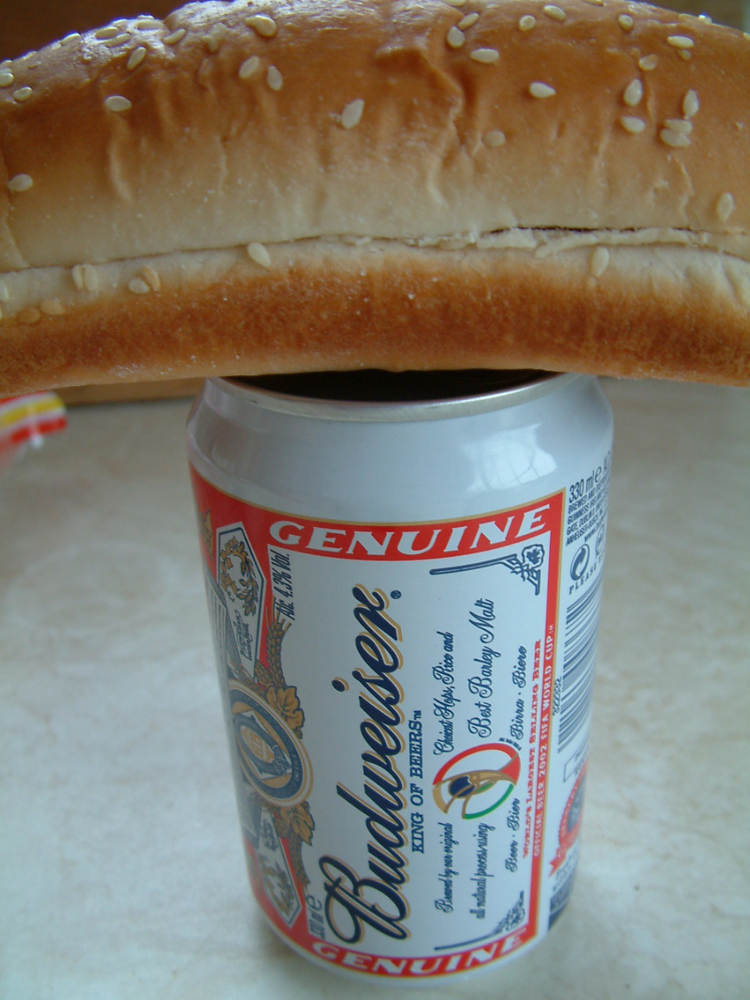 GENUINE
Alc. 4.3% Vol.
Budweiser®
KING OF BEERS™
Brewed by our original Choicest Hops, Rice and
all natural process using Best Barley Malt
Beer · Bier Birra · Biere
WORLD'S LARGEST SELLING BEER
OFFICIAL BEER 2002 FIFA WORLD CUP™
GENUINE
330 ml e
330 ml e
BREWED AND
PLEASE